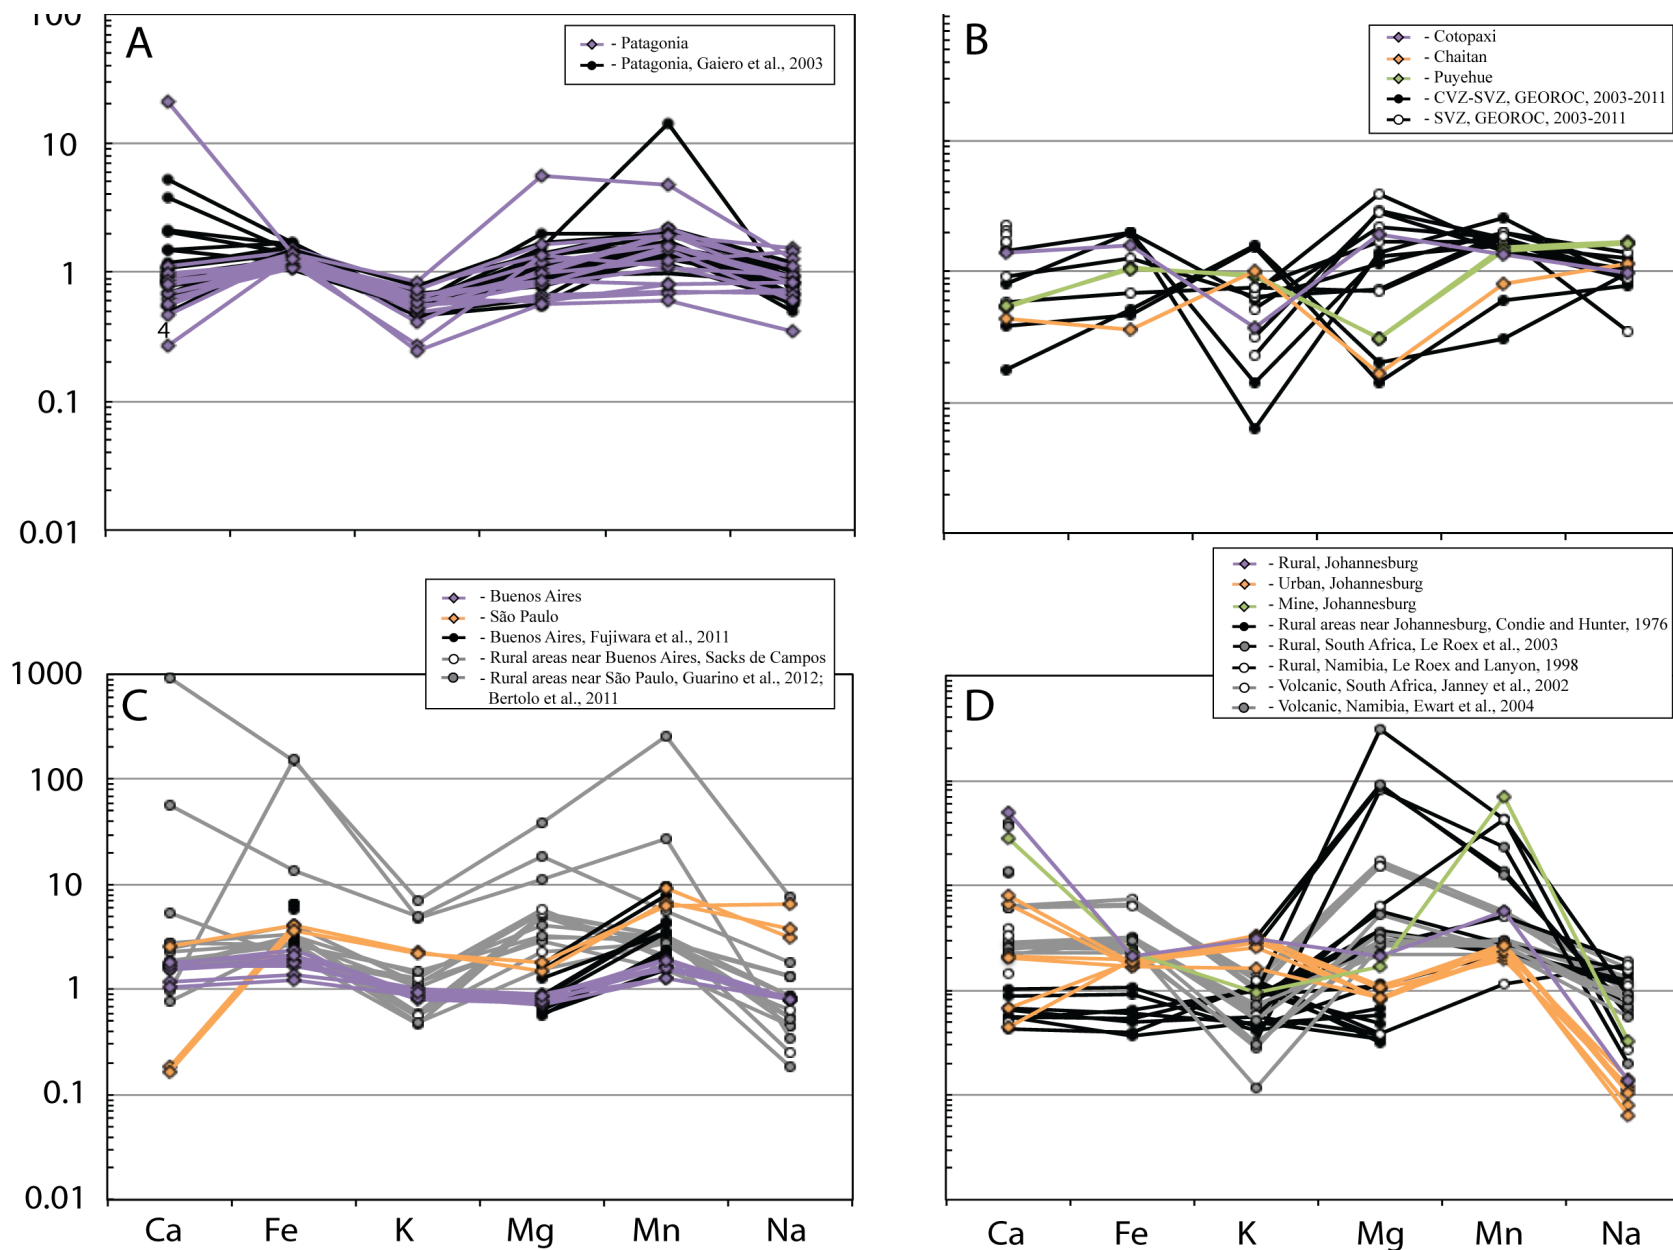 100
10
1
0.1
0.01
A
- Patagonia
- Patagonia, Gaiero et al., 2003
4
B
- Cotopaxi
- Chaitan
- Puyehue
- CVZ-SVZ, GEOROC, 2003-2011
- SVZ, GEOROC, 2003-2011
1000
100
10
1
0.1
0.01
C
- Buenos Aires
- São Paulo
- Buenos Aires, Fujiwara et al., 2011
- Rural areas near Buenos Aires, Sacks de Campos
- Rural areas near São Paulo, Guarino et al., 2012;
Bertolo et al., 2011
Ca Fe K Mg Mn Na
D
- Rural, Johannesburg
- Urban, Johannesburg
- Mine, Johannesburg
- Rural areas near Johannesburg, Condie and Hunter, 1976
- Rural, South Africa, Le Roex et al., 2003
- Rural, Namibia, Le Roex and Lanyon, 1998
- Volcanic, South Africa, Janney et al., 2002
- Volcanic, Namibia, Ewart et al., 2004
Ca Fe K Mg Mn Na